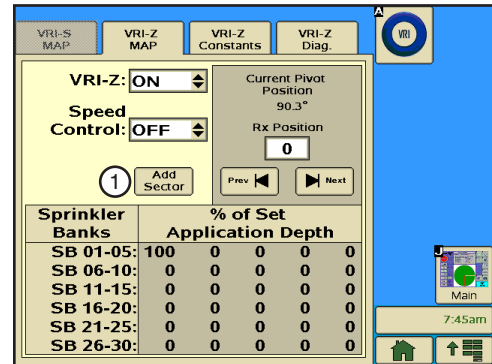 VRI-S MAP
VRI-Z MAP
VRI-Z Constants
VRI-Z Diag.
A
VRI
VRI-Z: ON
Speed Control: OFF
Current Pivot
Position
90.3°
Rx Position
0
1
Add
Sector
Prev
Next
Sprinkler Banks
% of Set Application Depth
SB 01-05: 100 0 0 0 0
SB 06-10: 0 0 0 0 0
SB 11-15: 0 0 0 0 0
SB 16-20: 0 0 0 0 0
SB 21-25: 0 0 0 0 0
SB 26-30: 0 0 0 0 0
J
Main
7:45am